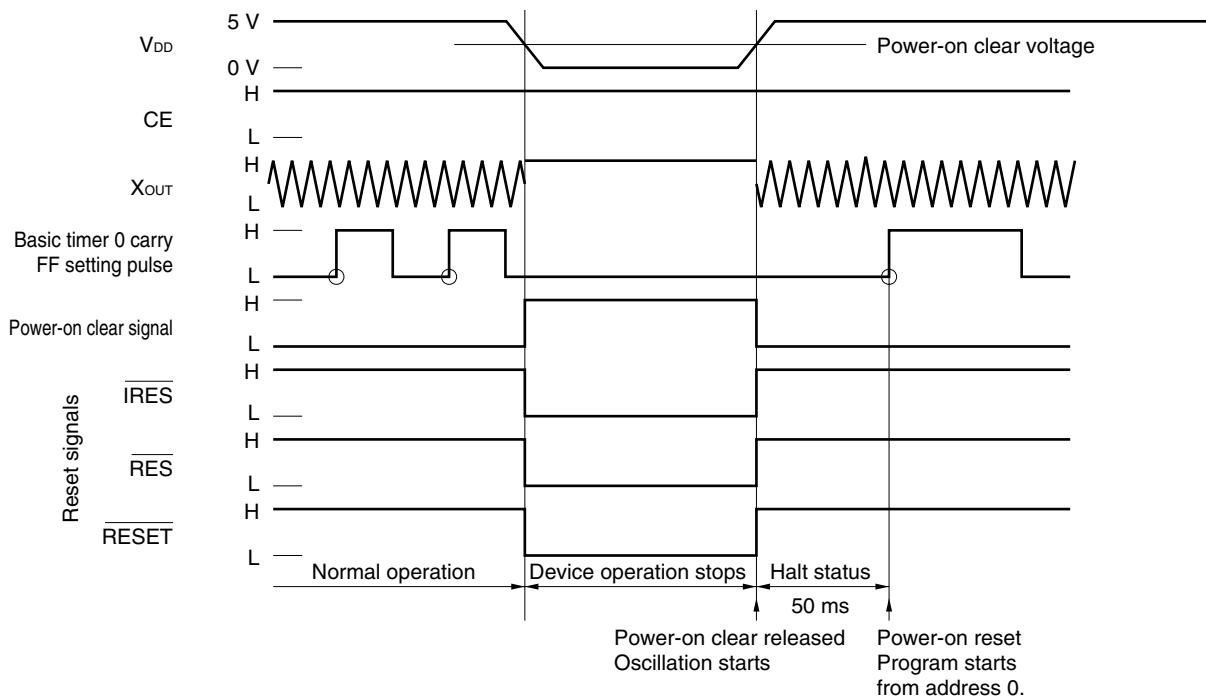 5 V
VDD
Power-on clear voltage
0 V
H
CE
L
H
XOUT
L
H
Basic timer 0 carry
FF setting pulse
L
H
Power-on clear signal
L
H
IRES
L
H
RES
L
H
RESET
L
Reset signals
Normal operation
Device operation stops
Halt status
50 ms
Power-on clear released
Oscillation starts
Power-on reset
Program starts
from address 0.